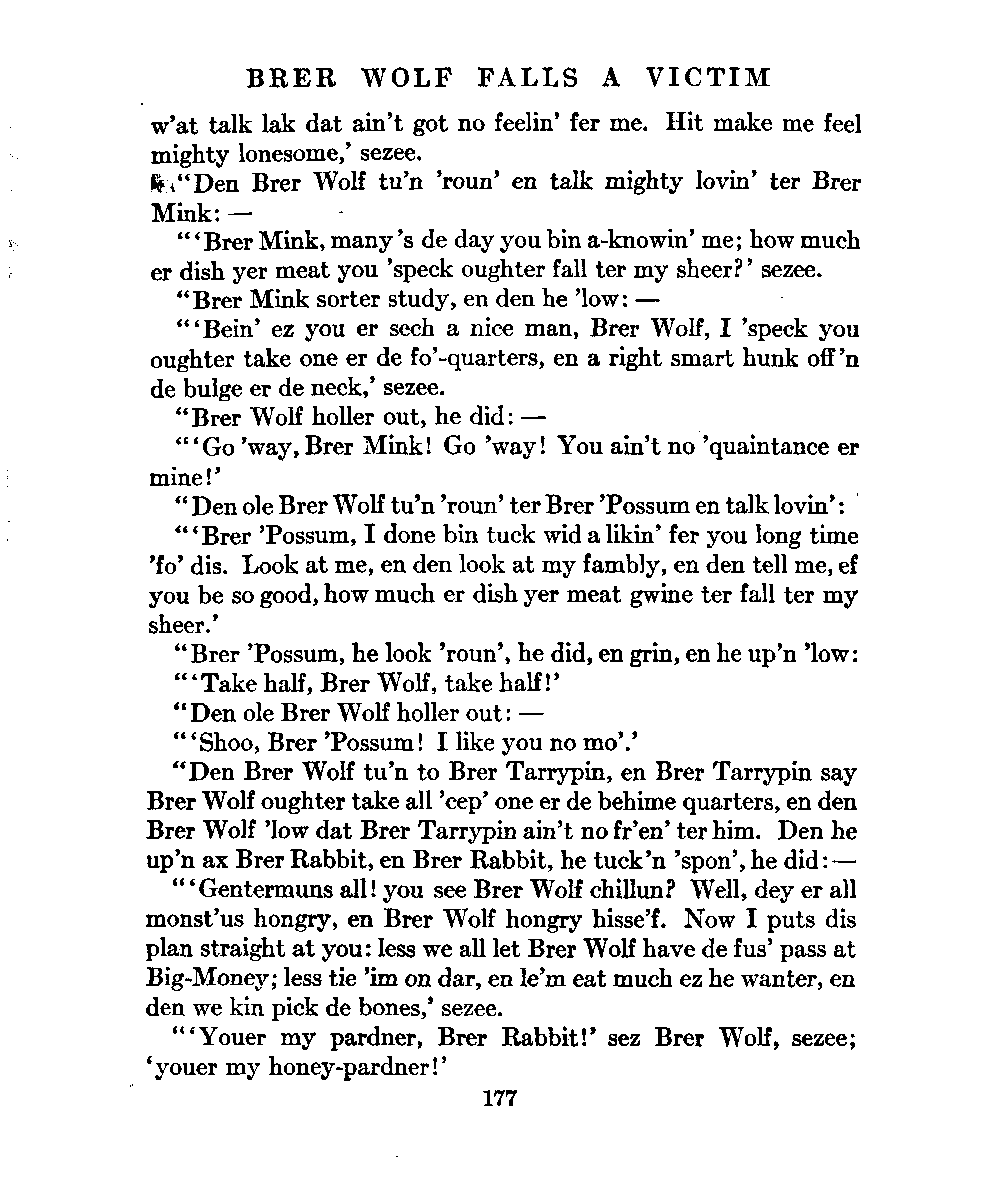 BRER WOLF FALLS A VICTIM
w’at talk lak dat ain’t got no feelin’ fer me. Hit make me feel
mighty lonesome,’ sezee.
“Den Brer Wolf tu’n ’roun’ en talk mighty lovin’ ter Brer
Mink: —
“‘Brer Mink, many’s de day you bin a-knowin’ me; how much
er dish yer meat you ’speck oughter fall ter my sheer?’ sezee.
“Brer Mink sorter study, en den he ’low: —
“‘Bein’ ez you er sech a nice man, Brer Wolf, I ’speck you
oughter take one er de fo’-quarters, en a right smart hunk off’n
de bulge er de neck,’ sezee.
“Brer Wolf holler out, he did: —
“‘Go ’way, Brer Mink! Go ’way! You ain’t no ’quaintance er
mine!’
“Den ole Brer Wolf tu’n ’roun’ ter Brer ’Possum en talk lovin’:
“‘Brer ’Possum, I done bin tuck wid a likin’ fer you long time
’fo’ dis. Look at me, en den look at my fambly, en den tell me, ef
you be so good, how much er dish yer meat gwine ter fall ter my
sheer.’
“Brer ’Possum, he look ’roun’, he did, en grin, en he up’n ’low:
“‘Take half, Brer Wolf, take half!’
“Den ole Brer Wolf holler out: —
“‘Shoo, Brer ’Possum! I like you no mo’.’
“Den Brer Wolf tu’n to Brer Tarrypin, en Brer Tarrypin say
Brer Wolf oughter take all ’cep’ one er de behime quarters, en den
Brer Wolf ’low dat Brer Tarrypin ain’t no fr’en’ ter him. Den he
up’n ax Brer Rabbit, en Brer Rabbit, he tuck’n ’spon’, he did: —
“‘Gentermuns all! you see Brer Wolf chillun? Well, dey er all
monst’us hongry, en Brer Wolf hongry hisse’f. Now I puts dis
plan straight at you: less we all let Brer Wolf have de fus’ pass at
Big-Money; less tie ’im on dar, en le’m eat much ez he wanter, en
den we kin pick de bones,’ sezee.
“‘Youer my pardner, Brer Rabbit!’ sez Brer Wolf, sezee;
‘youer my honey-pardner!’
177